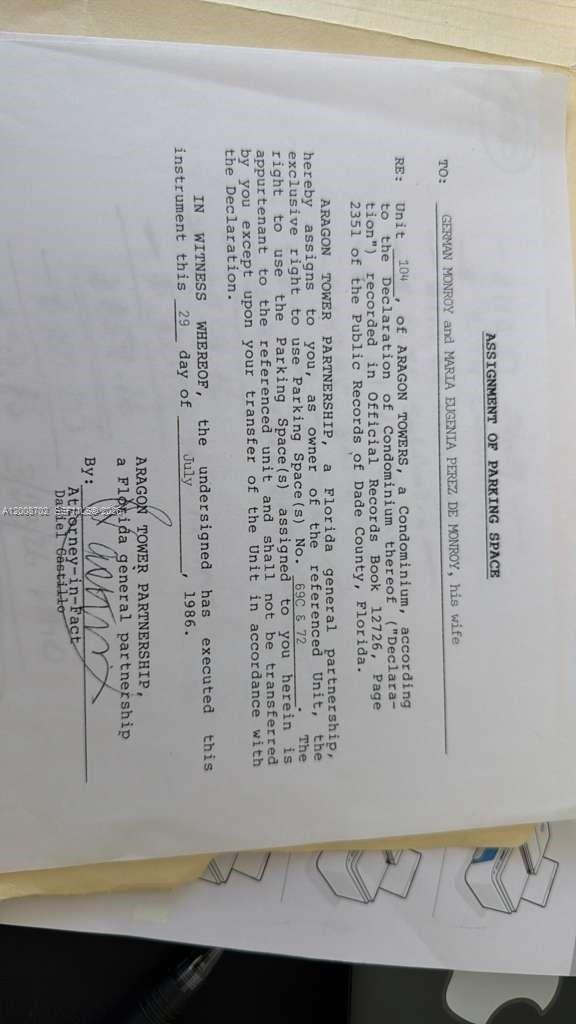 ASSIGNMENT OF PARKING SPACE
TO: GERMAN MONROY and MARIA EUGENIA PEREZ DE MONROY, his wife
RE: Unit 104, of ARAGON TOWERS, a Condominium, according
to the Declaration of Condominium thereof ("Declara-
tion") recorded in Official Records Book 12726, Page
2351 of the Public Records of Dade County, Florida.
ARAGON TOWER PARTNERSHIP, a Florida general partnership,
hereby assigns to you, as owner of the referenced Unit, the
exclusive right to use Parking Space(s) No. 69C & 72. The
right to use the Parking Space(s) assigned to you herein is
appurtenant to the referenced unit and shall not be transferred
by you except upon your transfer of the Unit in accordance with
the Declaration.
IN WITNESS WHEREOF, the undersigned has executed this
instrument this 29 day of July, 1986.
ARAGON TOWER PARTNERSHIP,
a Florida general partnership
By:
Attorney-in-Fact
Daniel Castillo